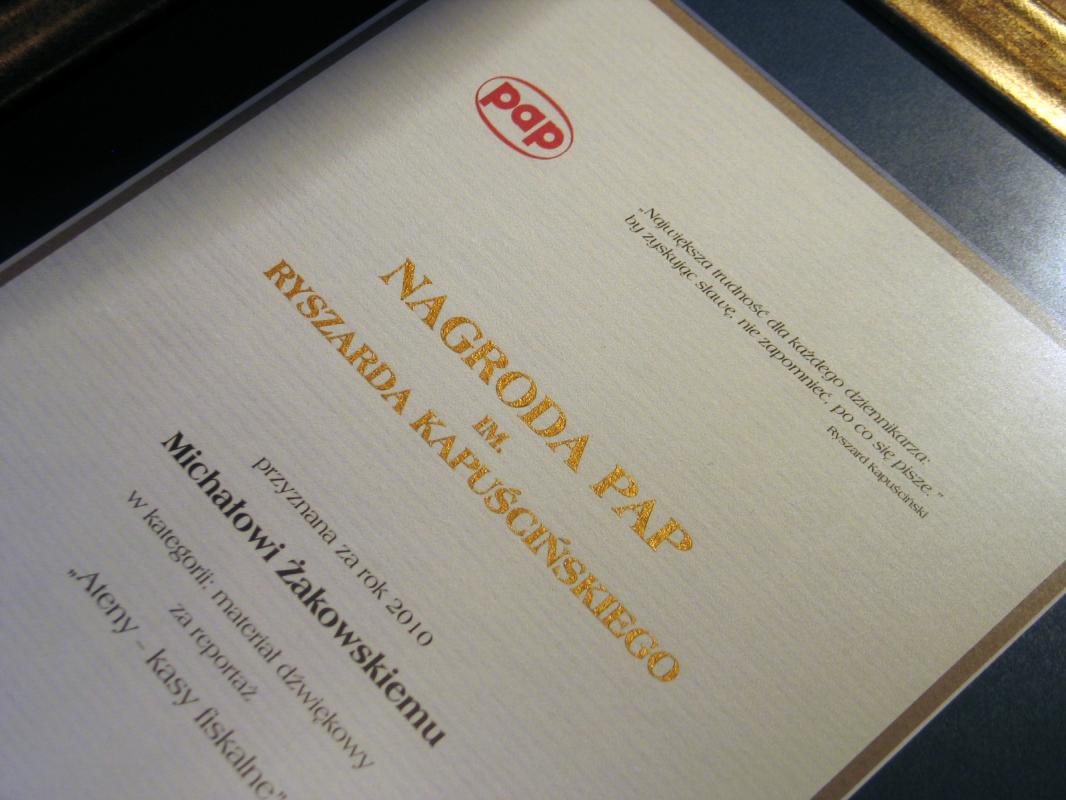 pap
„Największa trudność dla każdego dziennikarza:
by zyskując sławę, nie zapomnieć, po co się pisze.”
Ryszard Kapuściński
NAGRODA PAP
IM.
RYSZARDA KAPUŚCIŃSKIEGO
przyznana za rok 2010
Michałowi Żakowskiemu
w kategorii: materiał dźwiękowy
za reportaż
„Ateny – kasy fiskalne”